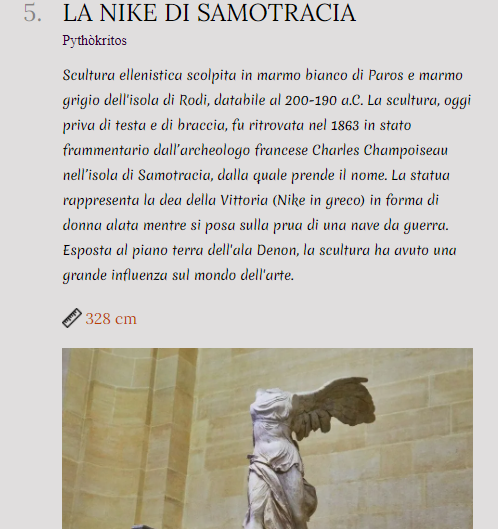 5. LA NIKE DI SAMOTRACIA
Pythòkritos
Scultura ellenistica scolpita in marmo bianco di Paros e marmo
grigio dell'isola di Rodi, databile al 200-190 a.C. La scultura, oggi
priva di testa e di braccia, fu ritrovata nel 1863 in stato
frammentario dall'archeologo francese Charles Champoiseau
nell'isola di Samotracia, dalla quale prende il nome. La statua
rappresenta la dea della Vittoria (Nike in greco) in forma di
donna alata mentre si posa sulla prua di una nave da guerra.
Esposta al piano terra dell'ala Denon, la scultura ha avuto una
grande influenza sul mondo dell'arte.
328 cm